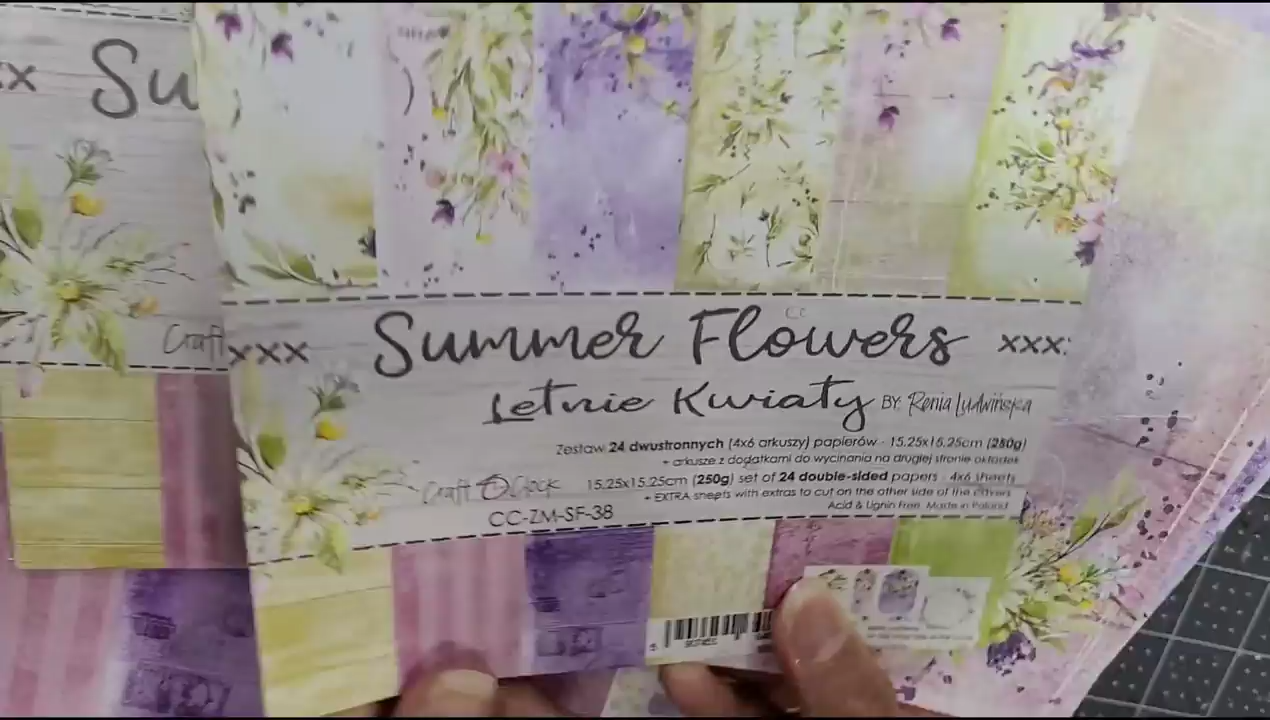 xx Su
xxx Summer Flowers xxx
Letnie Kwiaty BY: Renia Ludwińska
Zestaw 24 dwustronnych (4x6 arkuszy) papierów - 15,25x15,25cm (250g)
+ arkusze z dodatkami do wycinania na drugiej stronie okładek
Craft O'Clock 15.25x15.25cm (250g) set of 24 double-sided papers - 4x6 sheets
+ EXTRA sheets with extras to cut on the other side of the covers
CC-ZM-SF-38 Acid & Lignin Free. Made in Poland
Craft